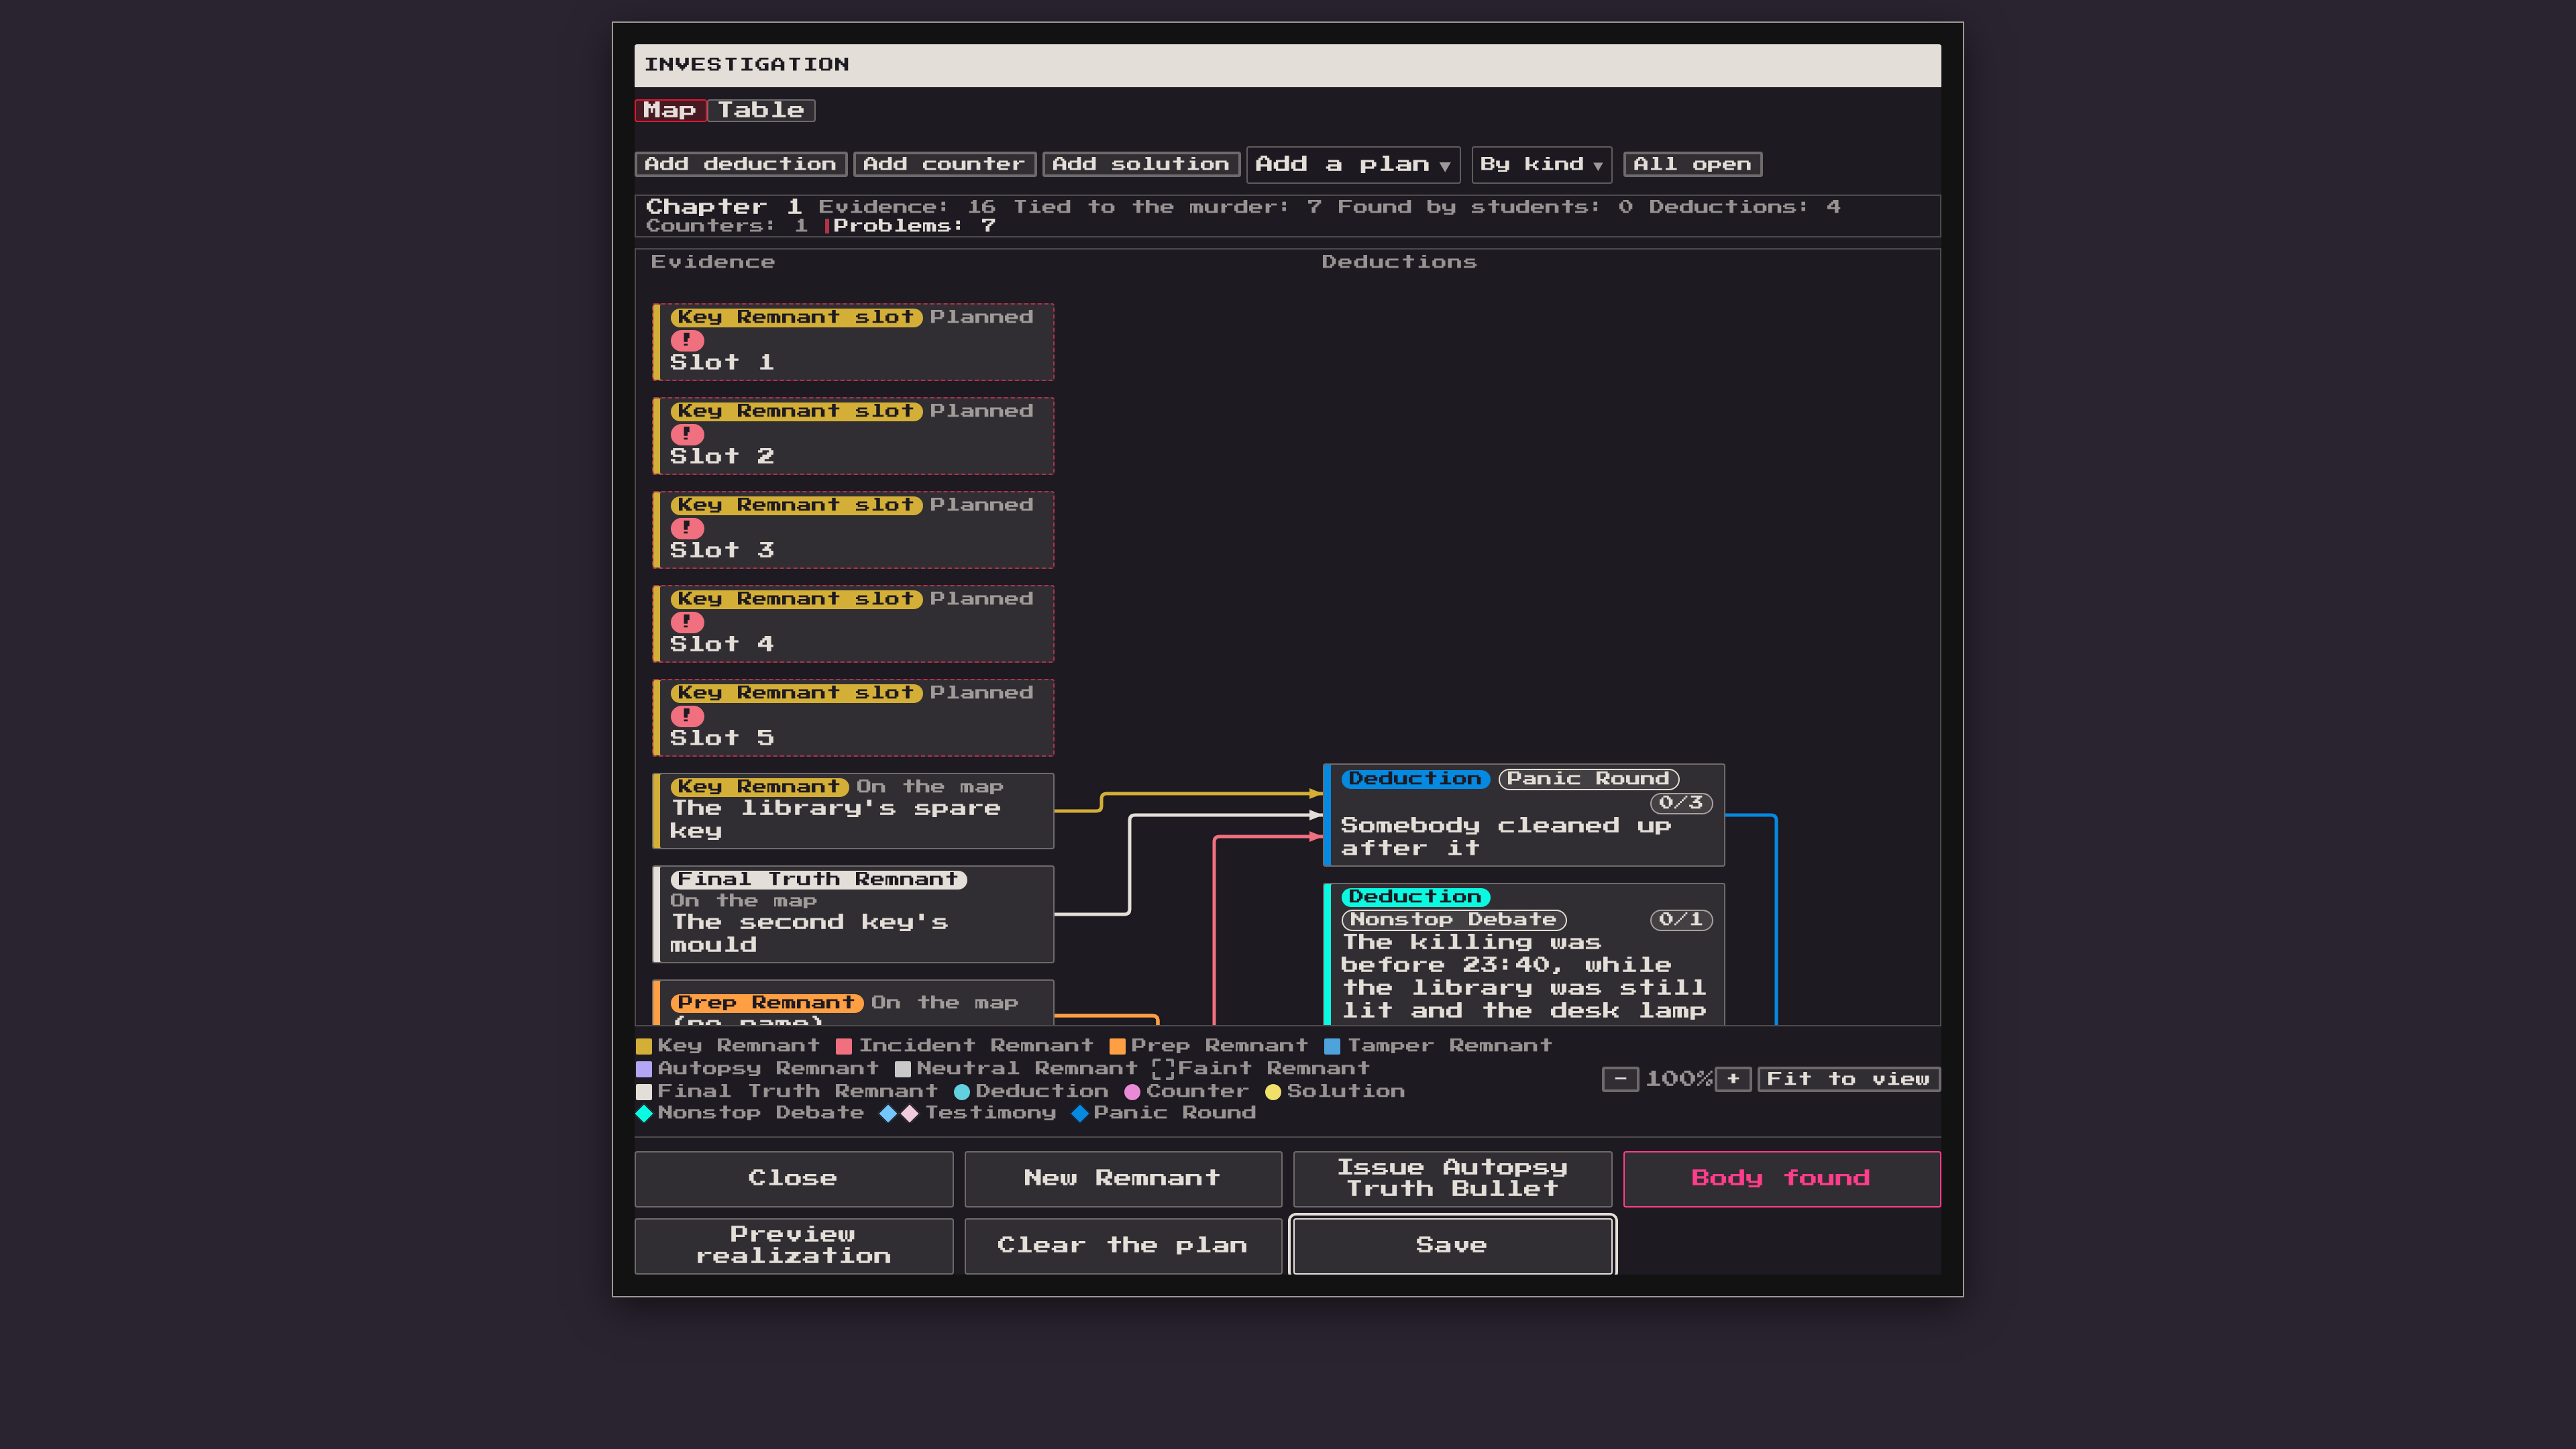 INVESTIGATION
Map Table
Add deduction Add counter Add solution Add a plan By kind All open
Chapter 1 Evidence: 16 Tied to the murder: 7 Found by students: 0 Deductions: 4
Counters: 1 Problems: 7
Evidence Deductions
Key Remnant slot Planned
!
Slot 1
Key Remnant slot Planned
!
Slot 2
Key Remnant slot Planned
!
Slot 3
Key Remnant slot Planned
!
Slot 4
Key Remnant slot Planned
!
Slot 5
Key Remnant On the map
The library's spare
key
Final Truth Remnant
On the map
The second key's
mould
Prep Remnant On the map
(no name)
Deduction Panic Round
0/3
Somebody cleaned up
after it
Deduction
Nonstop Debate 0/1
The killing was
before 23:40, while
the library was still
lit and the desk lamp
Key Remnant Incident Remnant Prep Remnant Tamper Remnant
Autopsy Remnant Neutral Remnant Faint Remnant
Final Truth Remnant Deduction Counter Solution
Nonstop Debate Testimony Panic Round
- 100% + Fit to view
Close New Remnant Issue Autopsy
Truth Bullet Body found
Preview
realization Clear the plan Save